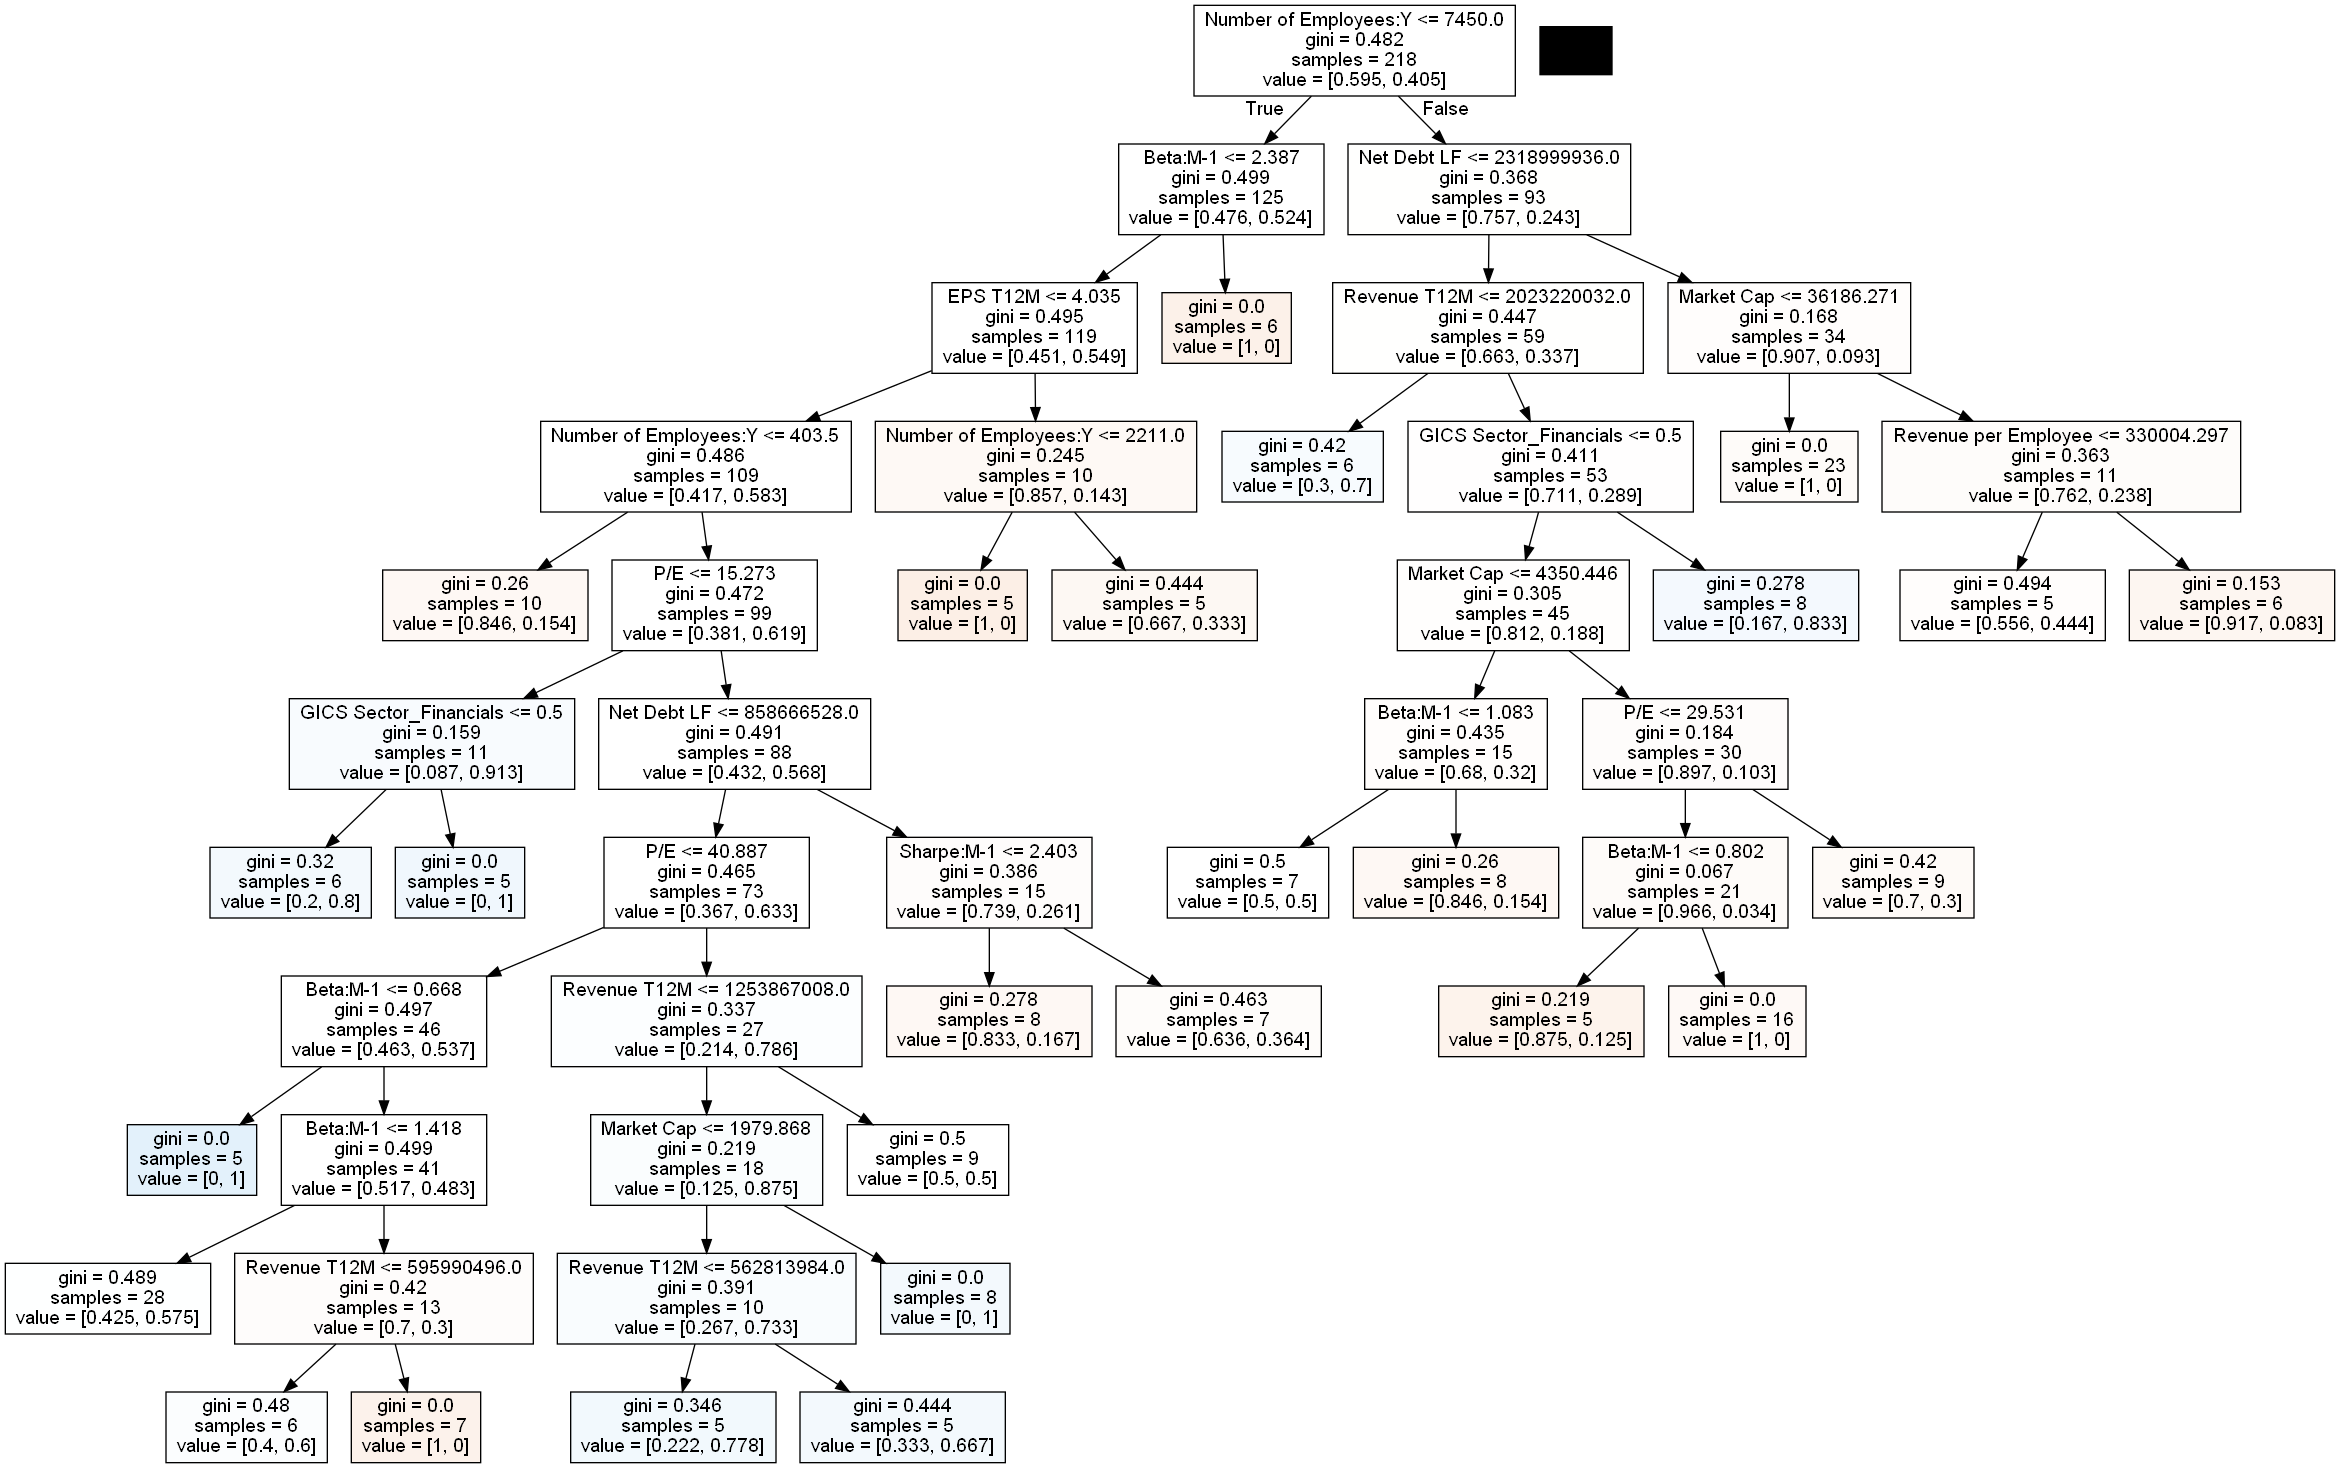 Number of Employees:Y <= 7450.0
gini = 0.482
samples = 218
value = [0.595, 0.405]
True
False
Beta:M-1 <= 2.387
gini = 0.499
samples = 125
value = [0.476, 0.524]
Net Debt LF <= 2318999936.0
gini = 0.368
samples = 93
value = [0.757, 0.243]
EPS T12M <= 4.035
gini = 0.495
samples = 119
value = [0.451, 0.549]
gini = 0.0
samples = 6
value = [1, 0]
Revenue T12M <= 2023220032.0
gini = 0.447
samples = 59
value = [0.663, 0.337]
Market Cap <= 36186.271
gini = 0.168
samples = 34
value = [0.907, 0.093]
Number of Employees:Y <= 403.5
gini = 0.486
samples = 109
value = [0.417, 0.583]
Number of Employees:Y <= 2211.0
gini = 0.245
samples = 10
value = [0.857, 0.143]
gini = 0.42
samples = 6
value = [0.3, 0.7]
GICS Sector_Financials <= 0.5
gini = 0.411
samples = 53
value = [0.711, 0.289]
gini = 0.0
samples = 23
value = [1, 0]
Revenue per Employee <= 330004.297
gini = 0.363
samples = 11
value = [0.762, 0.238]
gini = 0.26
samples = 10
value = [0.846, 0.154]
P/E <= 15.273
gini = 0.472
samples = 99
value = [0.381, 0.619]
gini = 0.0
samples = 5
value = [1, 0]
gini = 0.444
samples = 5
value = [0.667, 0.333]
Market Cap <= 4350.446
gini = 0.305
samples = 45
value = [0.812, 0.188]
gini = 0.278
samples = 8
value = [0.167, 0.833]
gini = 0.494
samples = 5
value = [0.556, 0.444]
gini = 0.153
samples = 6
value = [0.917, 0.083]
GICS Sector_Financials <= 0.5
gini = 0.159
samples = 11
value = [0.087, 0.913]
Net Debt LF <= 858666528.0
gini = 0.491
samples = 88
value = [0.432, 0.568]
Beta:M-1 <= 1.083
gini = 0.435
samples = 15
value = [0.68, 0.32]
P/E <= 29.531
gini = 0.184
samples = 30
value = [0.897, 0.103]
gini = 0.32
samples = 6
value = [0.2, 0.8]
gini = 0.0
samples = 5
value = [0, 1]
P/E <= 40.887
gini = 0.465
samples = 73
value = [0.367, 0.633]
Sharpe:M-1 <= 2.403
gini = 0.386
samples = 15
value = [0.739, 0.261]
gini = 0.5
samples = 7
value = [0.5, 0.5]
gini = 0.26
samples = 8
value = [0.846, 0.154]
Beta:M-1 <= 0.802
gini = 0.067
samples = 21
value = [0.966, 0.034]
gini = 0.42
samples = 9
value = [0.7, 0.3]
Beta:M-1 <= 0.668
gini = 0.497
samples = 46
value = [0.463, 0.537]
Revenue T12M <= 1253867008.0
gini = 0.337
samples = 27
value = [0.214, 0.786]
gini = 0.278
samples = 8
value = [0.833, 0.167]
gini = 0.463
samples = 7
value = [0.636, 0.364]
gini = 0.219
samples = 5
value = [0.875, 0.125]
gini = 0.0
samples = 16
value = [1, 0]
gini = 0.0
samples = 5
value = [0, 1]
Beta:M-1 <= 1.418
gini = 0.499
samples = 41
value = [0.517, 0.483]
Market Cap <= 1979.868
gini = 0.219
samples = 18
value = [0.125, 0.875]
gini = 0.5
samples = 9
value = [0.5, 0.5]
gini = 0.489
samples = 28
value = [0.425, 0.575]
Revenue T12M <= 595990496.0
gini = 0.42
samples = 13
value = [0.7, 0.3]
Revenue T12M <= 562813984.0
gini = 0.391
samples = 10
value = [0.267, 0.733]
gini = 0.0
samples = 8
value = [0, 1]
gini = 0.48
samples = 6
value = [0.4, 0.6]
gini = 0.0
samples = 7
value = [1, 0]
gini = 0.346
samples = 5
value = [0.222, 0.778]
gini = 0.444
samples = 5
value = [0.333, 0.667]